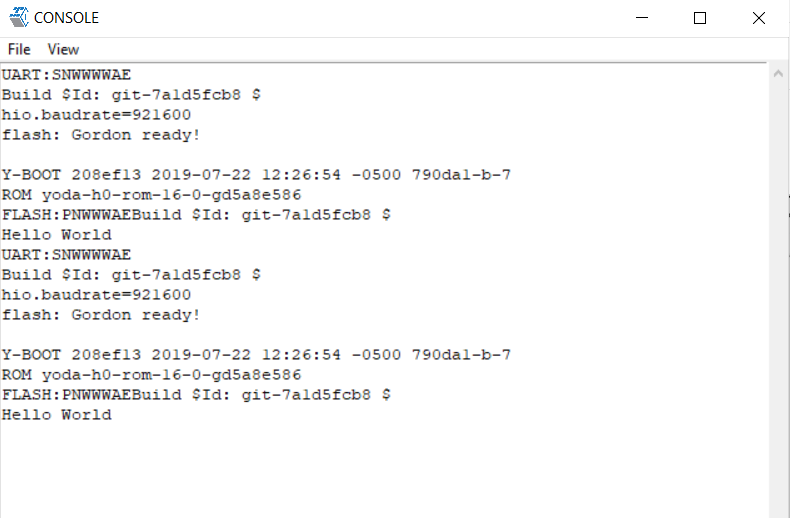 CONSOLE
File View
UART:SNWWWWAE
Build $Id: git-7a1d5fcb8 $
hio.baudrate=921600
flash: Gordon ready!
Y-BOOT 208ef13 2019-07-22 12:26:54 -0500 790da1-b-7
ROM yoda-h0-rom-16-0-gd5a8e586
FLASH:PNWWWAEBuild $Id: git-7a1d5fcb8 $
Hello World
UART:SNWWWWAE
Build $Id: git-7a1d5fcb8 $
hio.baudrate=921600
flash: Gordon ready!
Y-BOOT 208ef13 2019-07-22 12:26:54 -0500 790da1-b-7
ROM yoda-h0-rom-16-0-gd5a8e586
FLASH:PNWWWAEBuild $Id: git-7a1d5fcb8 $
Hello World